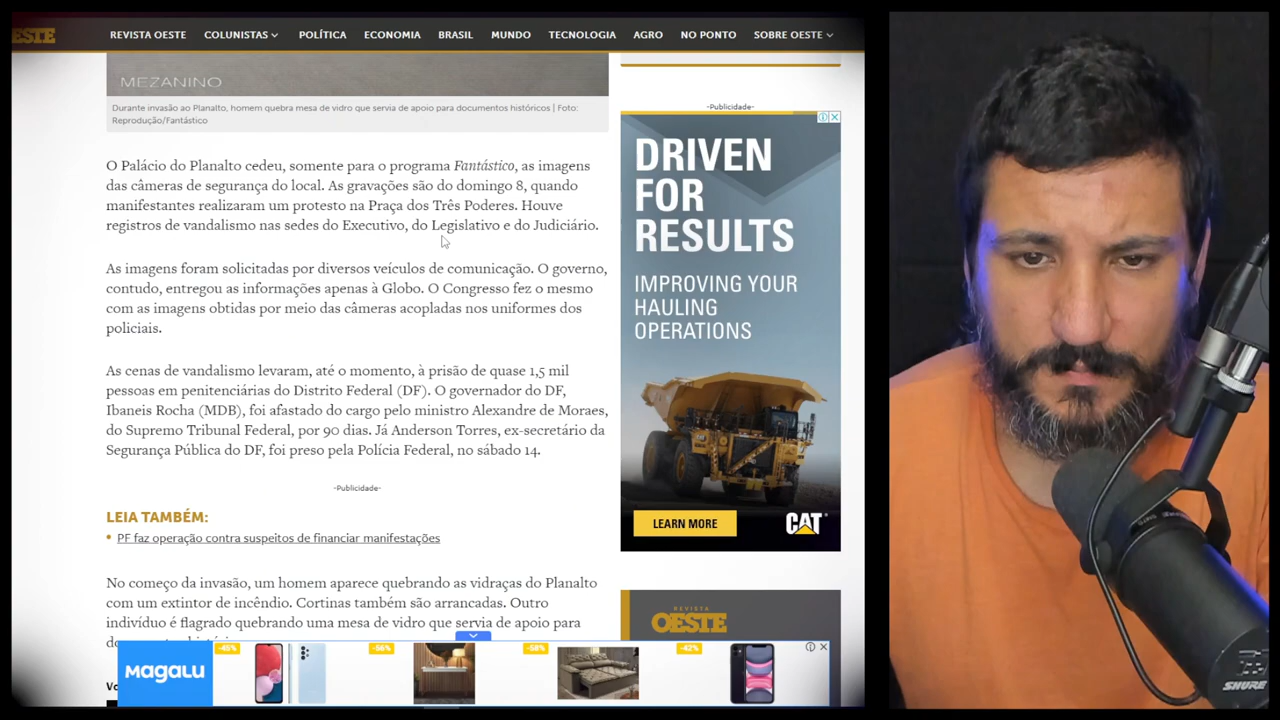 OESTE
REVISTA OESTE COLUNISTAS POLÍTICA ECONOMIA BRASIL MUNDO TECNOLOGIA AGRO NO PONTO SOBRE OESTE
MEZANINO
Durante invasão ao Planalto, homem quebra mesa de vidro que servia de apoio para documentos históricos | Foto:
Reprodução/Fantástico
O Palácio do Planalto cedeu, somente para o programa Fantástico, as imagens
das câmeras de segurança do local. As gravações são do domingo 8, quando
manifestantes realizaram um protesto na Praça dos Três Poderes. Houve
registros de vandalismo nas sedes do Executivo, do Legislativo e do Judiciário.
As imagens foram solicitadas por diversos veículos de comunicação. O governo,
contudo, entregou as informações apenas à Globo. O Congresso fez o mesmo
com as imagens obtidas por meio das câmeras acopladas nos uniformes dos
policiais.
As cenas de vandalismo levaram, até o momento, à prisão de quase 1,5 mil
pessoas em penitenciárias do Distrito Federal (DF). O governador do DF,
Ibaneis Rocha (MDB), foi afastado do cargo pelo ministro Alexandre de Moraes,
do Supremo Tribunal Federal, por 90 dias. Já Anderson Torres, ex-secretário da
Segurança Pública do DF, foi preso pela Polícia Federal, no sábado 14.
-Publicidade-
LEIA TAMBÉM:
• PF faz operação contra suspeitos de financiar manifestações
No começo da invasão, um homem aparece quebrando as vidraças do Planalto
com um extintor de incêndio. Cortinas também são arrancadas. Outro
indivíduo é flagrado quebrando uma mesa de vidro que servia de apoio para
-Publicidade-
DRIVEN
FOR
RESULTS
IMPROVING YOUR
HAULING
OPERATIONS
LEARN MORE
CAT
REVISTA
OESTE
MAGALU
-45% -56% -58% -42%
SHURE